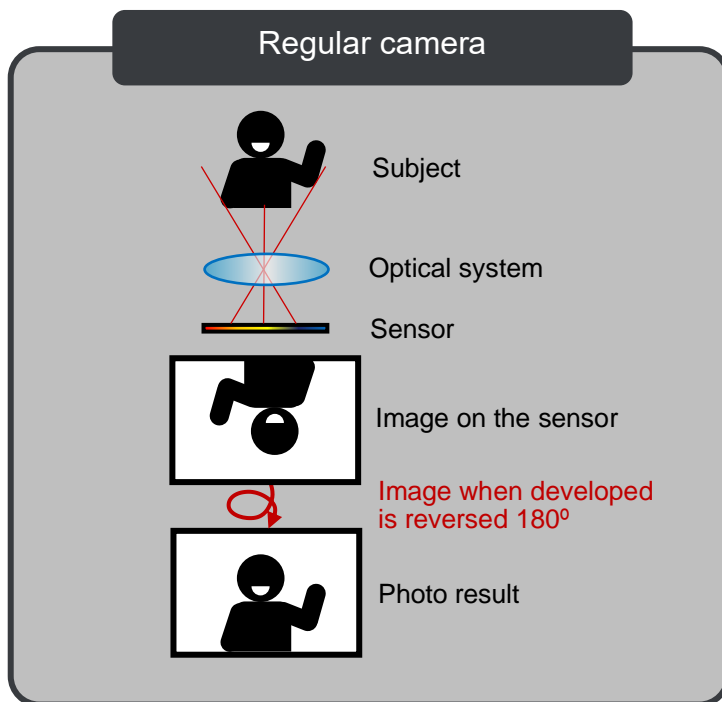 Regular camera
Subject
Optical system
Sensor
Image on the sensor
Image when developed
is reversed 180º
Photo result